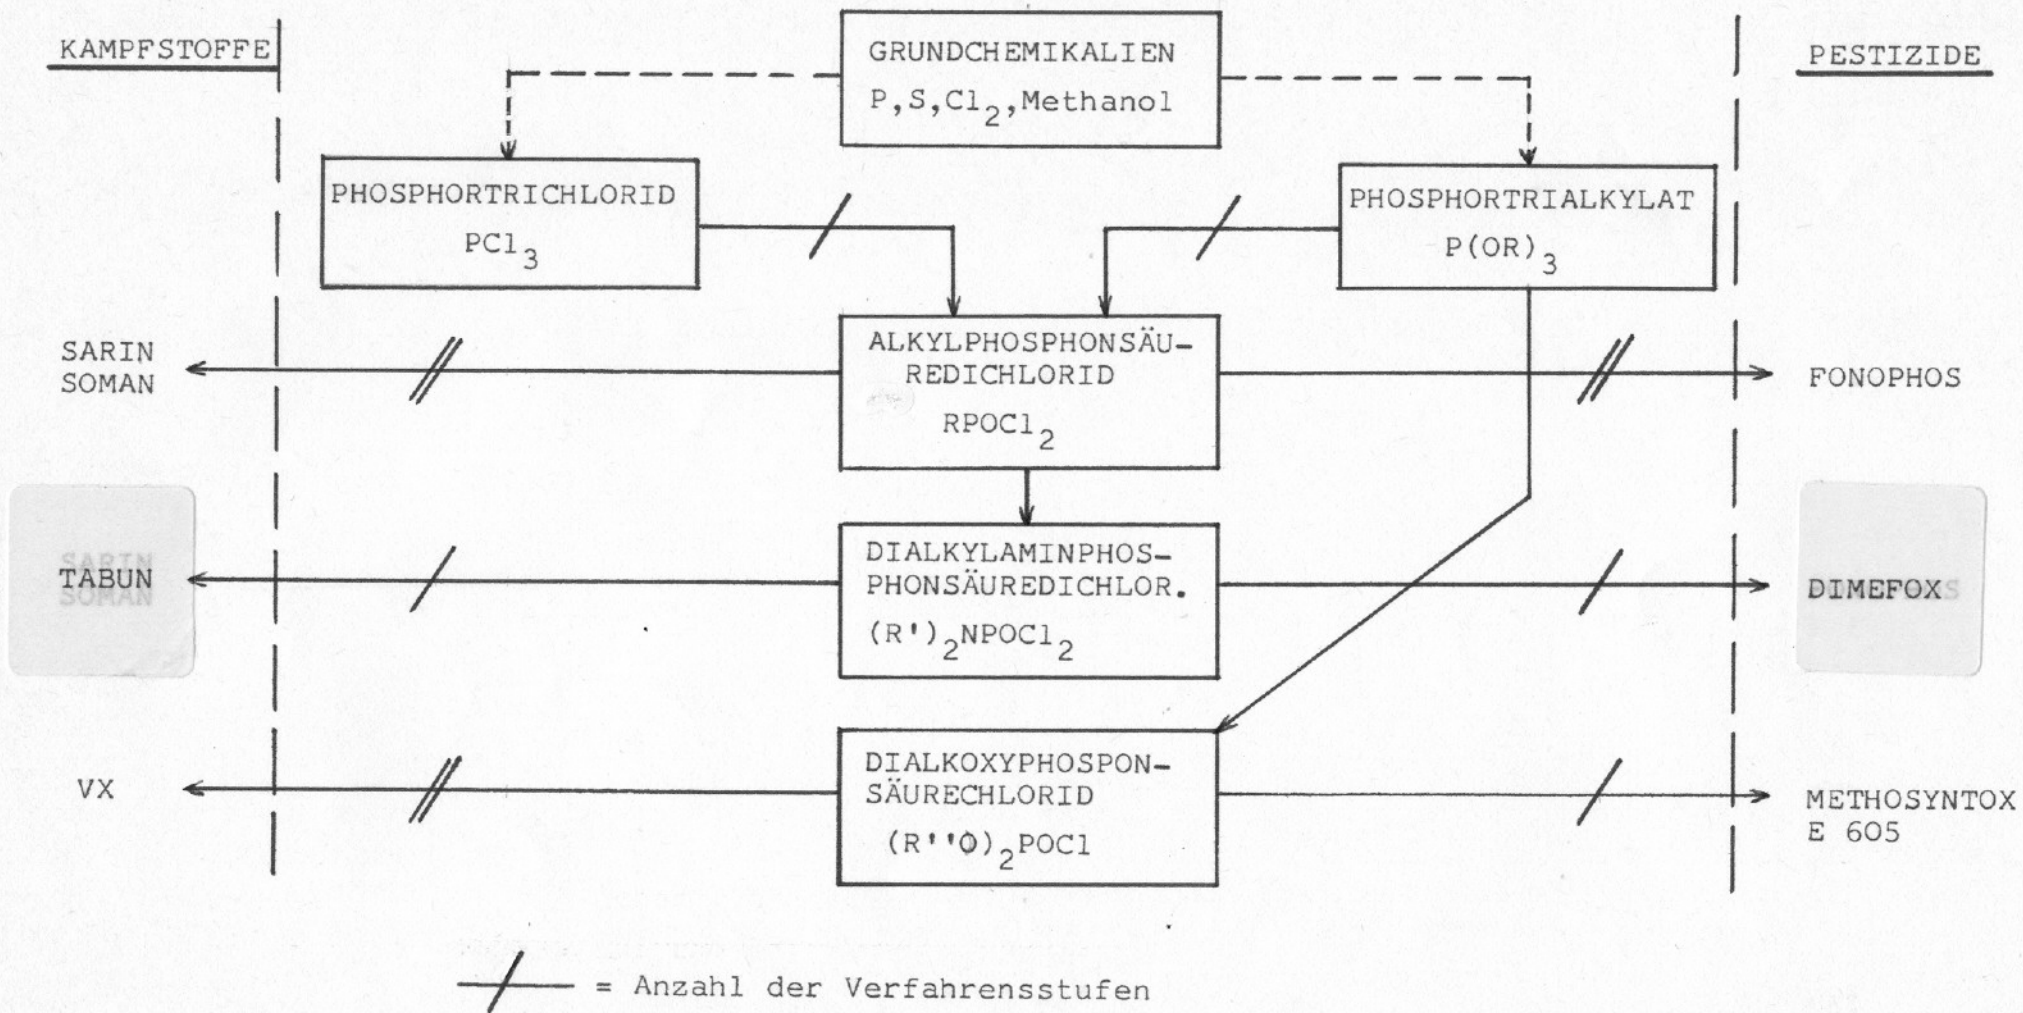 KAMPFSTOFFE
GRUNDCHEMIKALIEN
P,S,Cl2,Methanol
PESTIZIDE
PHOSPHORTRICHLORID
PCl3
PHOSPHORTRIALKYLAT
P(OR)3
SARIN
SOMAN
ALKYLPHOSPHONSÄU-
REDICHLORID
RPOCl2
FONOPHOS
TABUN
DIALKYLAMINPHOS-
PHONSÄUREDICHLOR.
(R')2NPOCl2
DIMEFOX
VX
DIALKOXYPHOSPON-
SÄURECHLORID
(R''O)2POCl
METHOSYNTOX
E 605
= Anzahl der Verfahrensstufen